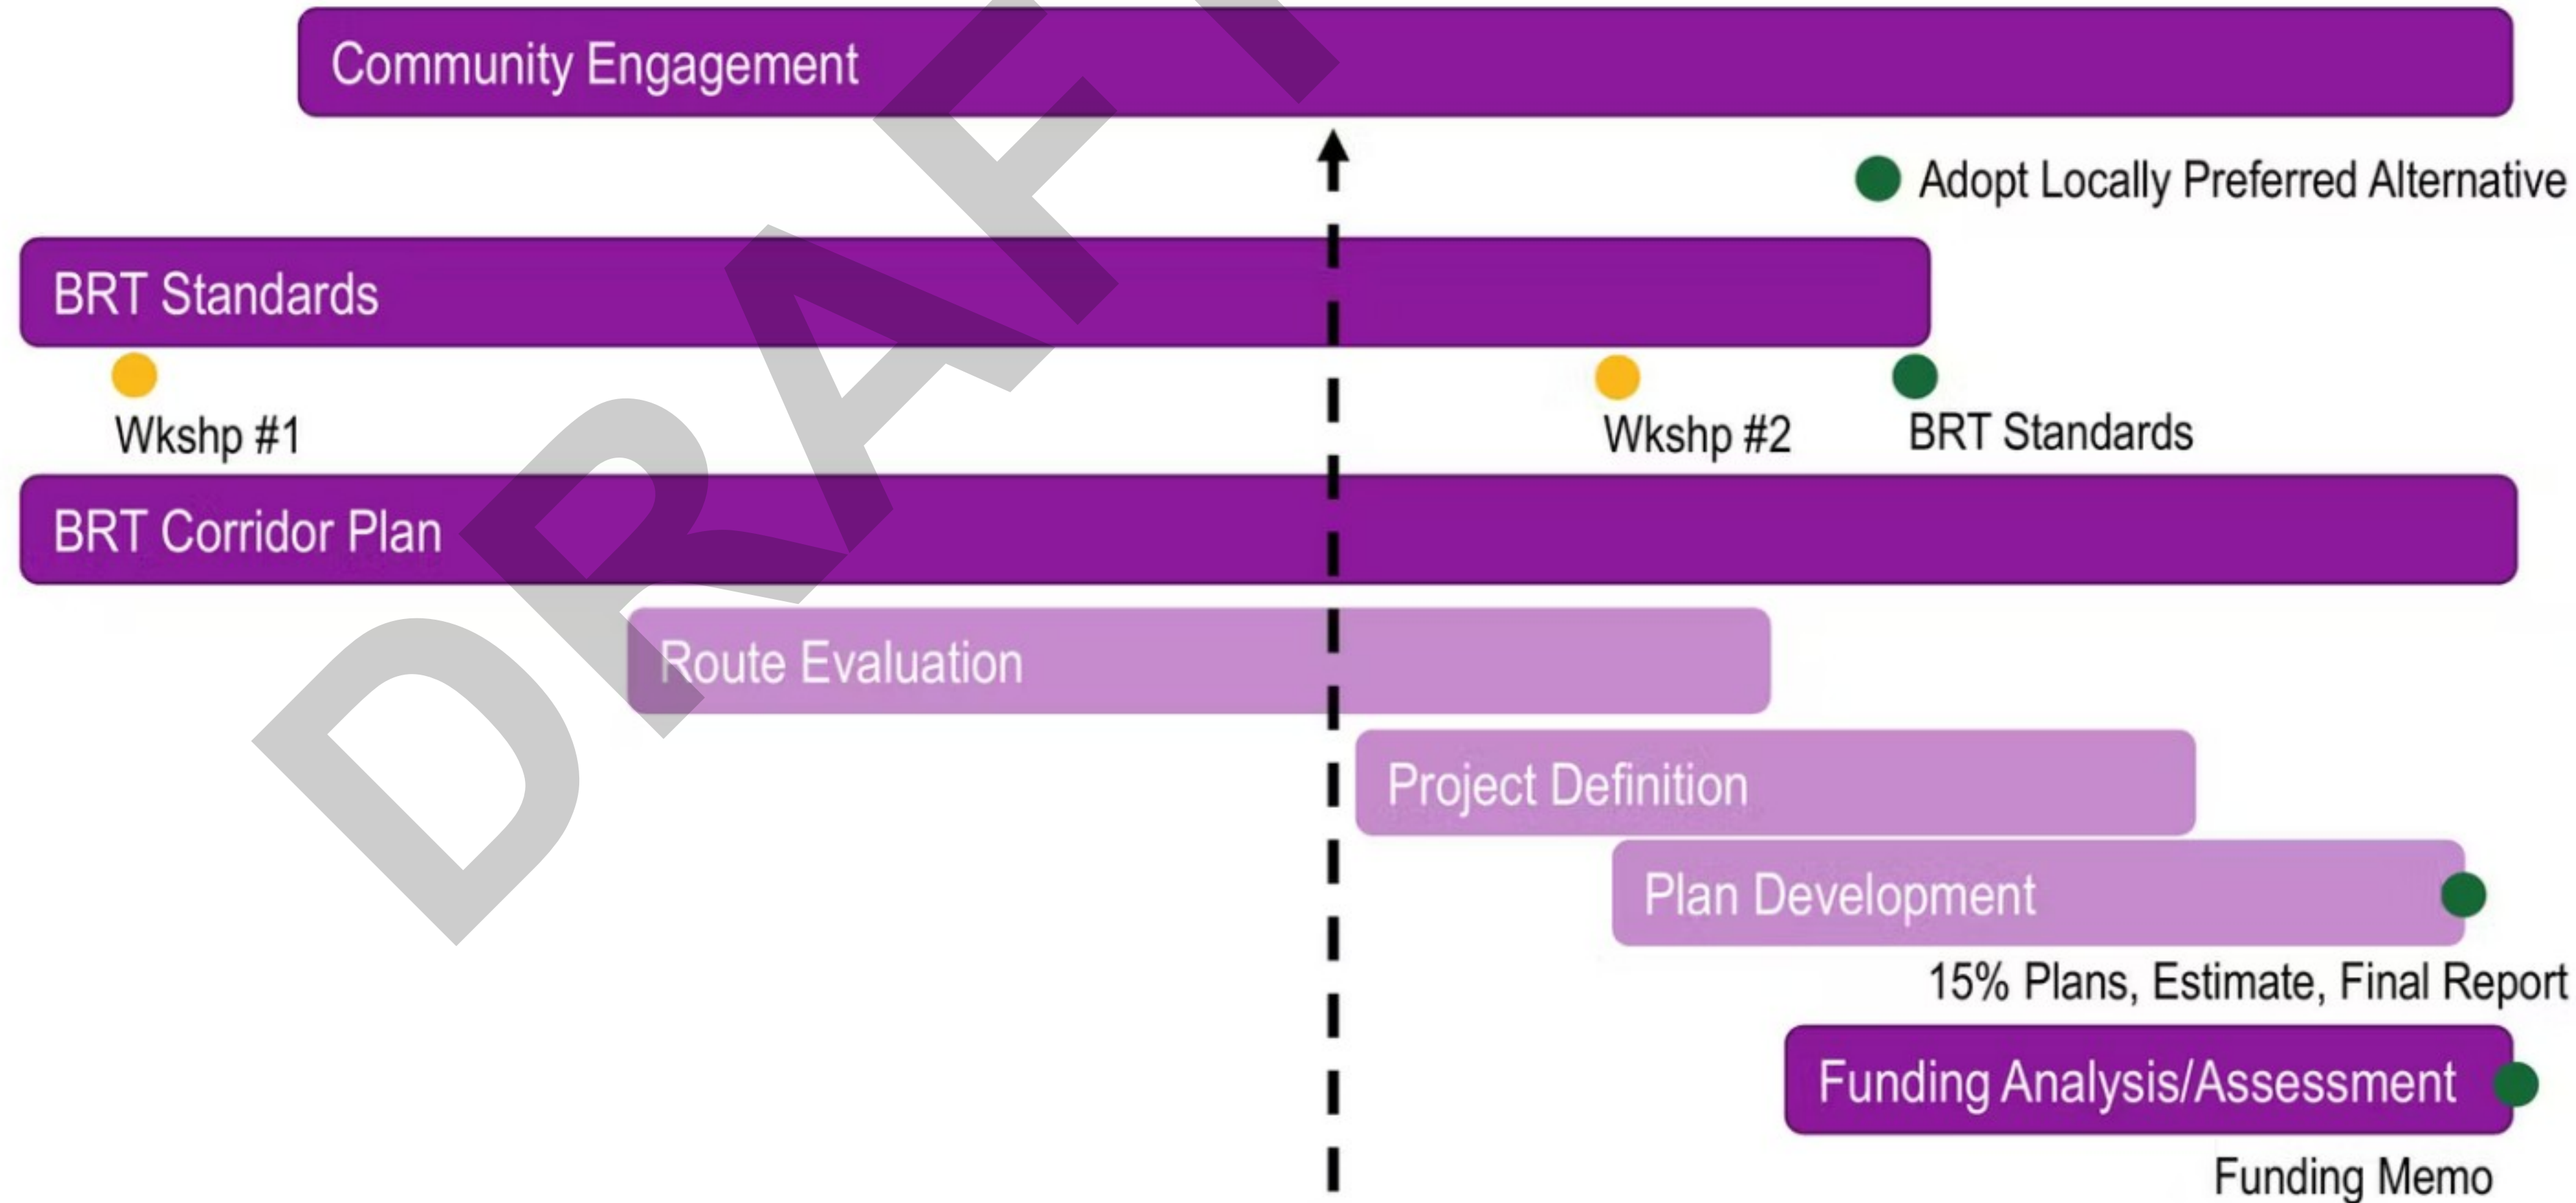 Community Engagement
Adopt Locally Preferred Alternative
BRT Standards
Wkshp #1
Wkshp #2
BRT Standards
BRT Corridor Plan
Route Evaluation
Project Definition
Plan Development
15% Plans, Estimate, Final Report
Funding Analysis/Assessment
Funding Memo
DRAFT